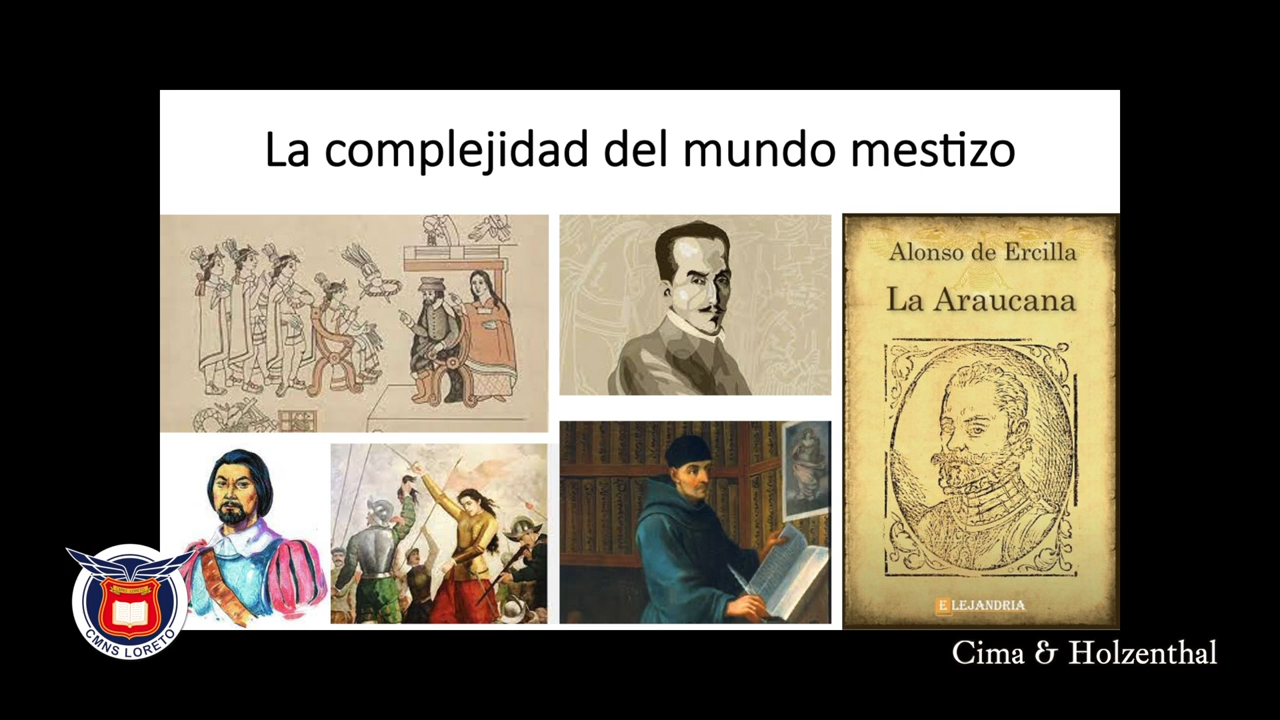 La complejidad del mundo mestizo
Alonso de Ercilla
La Araucana
E LEJANDRIA
CMNS LORETO
Cima & Holzenthal